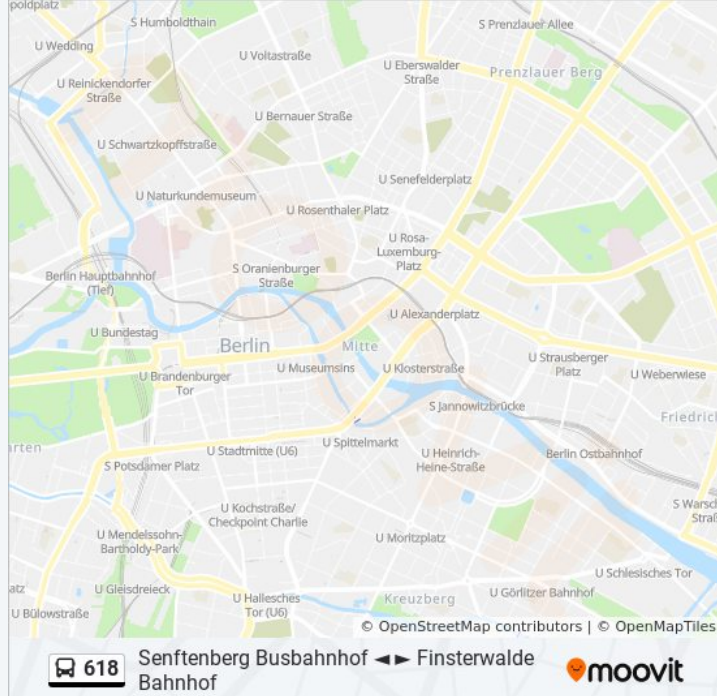 poldplatz
S Humboldthain
S Prenzlauer Allee
U Wedding
U Voltastraße
U Eberswalder
Straße
Prenzlauer Berg
U Reinickendorfer
Straße
U Bernauer Straße
U Schwartzkopffstraße
U Senefelderplatz
U Naturkundemuseum
U Rosenthaler Platz
U Rosa-
Luxemburg-
Platz
S Oranienburger
Straße
Berlin Hauptbahnhof
(Tief)
U Alexanderplatz
U Bundestag
Berlin
Mitte
U Strausberger
Platz
U Museumsins
U Klosterstraße
U Weberwiese
U Brandenburger
Tor
S Jannowitzbrücke
Friedric
arten
U Spittelmarkt
U Stadtmitte (U6)
U Heinrich-
Heine-Straße
Berlin Ostbahnhof
S Potsdamer Platz
S Warsc
Straß
U Kochstraße/
Checkpoint Charlie
U Mendelssohn-
Bartholdy-Park
U Moritzplatz
U Schlesisches Tor
atz
U Gleisdreieck
U Hallesches
Tor (U6)
Kreuzberg
U Görlitzer Bahnhof
U Bülowstraße
© OpenStreetMap contributors | © OpenMapTiles
618
Senftenberg Busbahnhof ◄► Finsterwalde
Bahnhof
moovit